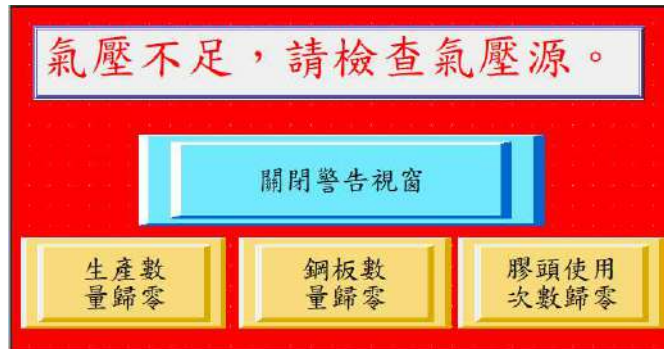 氣壓不足，請檢查氣壓源。
關閉警告視窗
生產數
量歸零
鋼板數
量歸零
膠頭使用
次數歸零